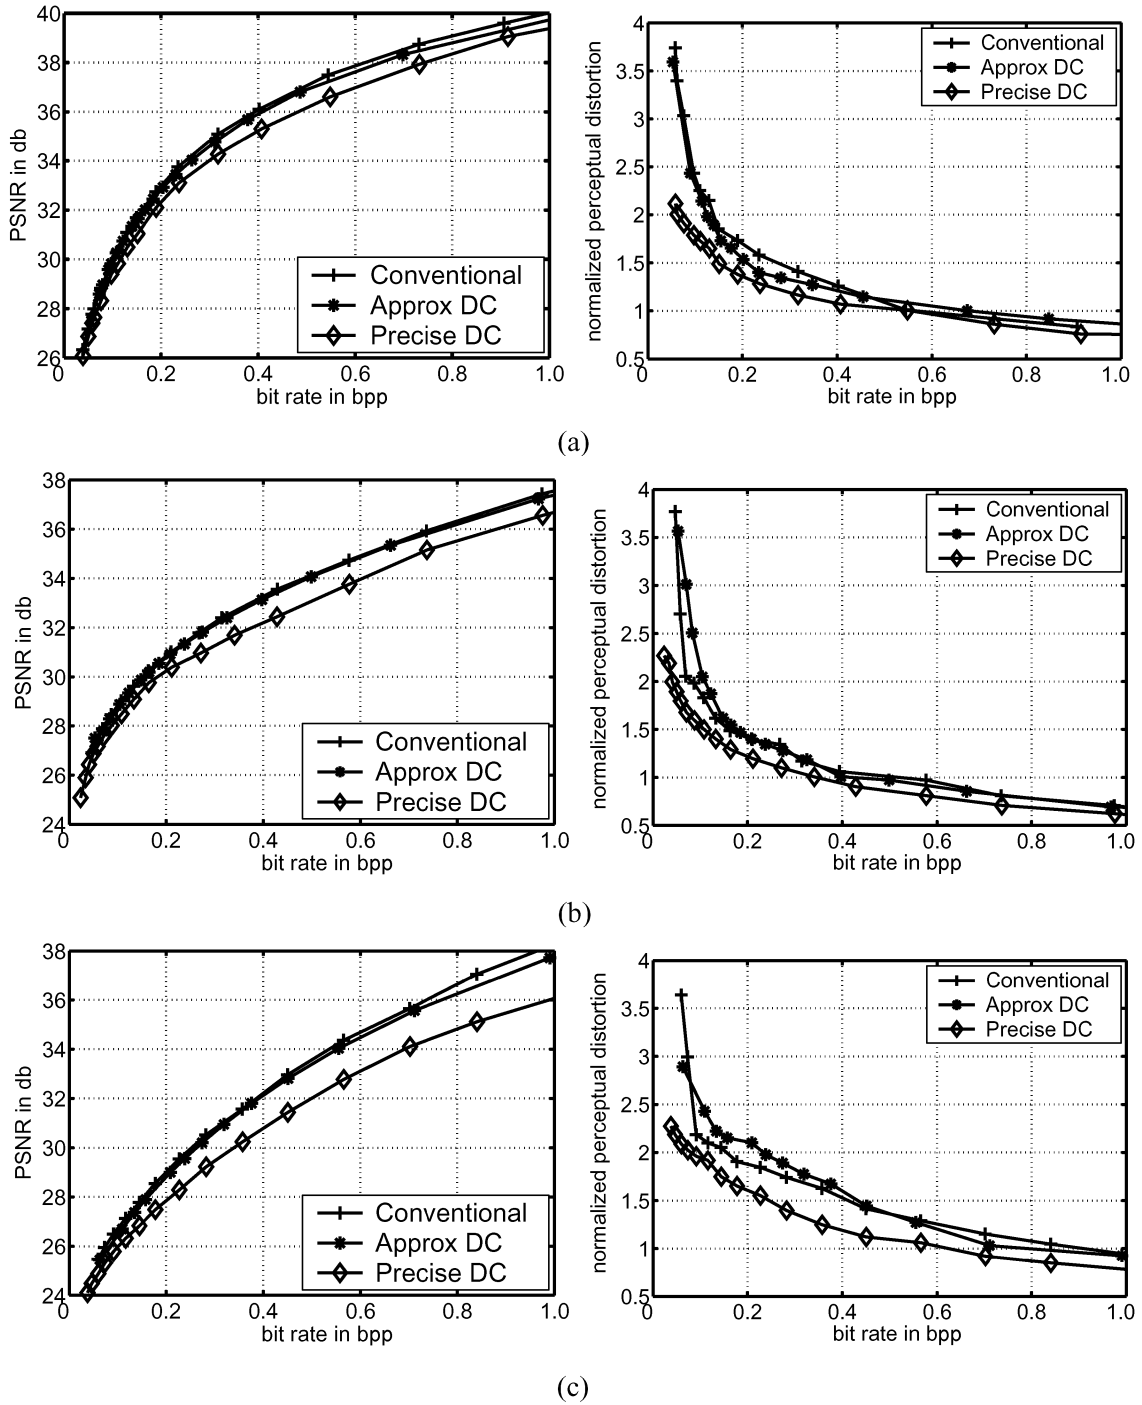 PSNR in db
40
38
36
34
32
30
28
26
0 0.2 0.4 0.6 0.8 1.0
bit rate in bpp
Conventional
Approx DC
Precise DC
normalized perceptual distortion
4
3.5
3
2.5
2
1.5
1
0.5
0 0.2 0.4 0.6 0.8 1.0
bit rate in bpp
Conventional
Approx DC
Precise DC
(a)
PSNR in db
38
36
34
32
30
28
26
24
0 0.2 0.4 0.6 0.8 1.0
bit rate in bpp
Conventional
Approx DC
Precise DC
normalized perceptual distortion
4
3.5
3
2.5
2
1.5
1
0.5
0 0.2 0.4 0.6 0.8 1.0
bit rate in bpp
Conventional
Approx DC
Precise DC
(b)
PSNR in db
38
36
34
32
30
28
26
24
0 0.2 0.4 0.6 0.8 1.0
bit rate in bpp
Conventional
Approx DC
Precise DC
normalized perceptual distortion
4
3.5
3
2.5
2
1.5
1
0.5
0 0.2 0.4 0.6 0.8 1.0
bit rate in bpp
Conventional
Approx DC
Precise DC
(c)